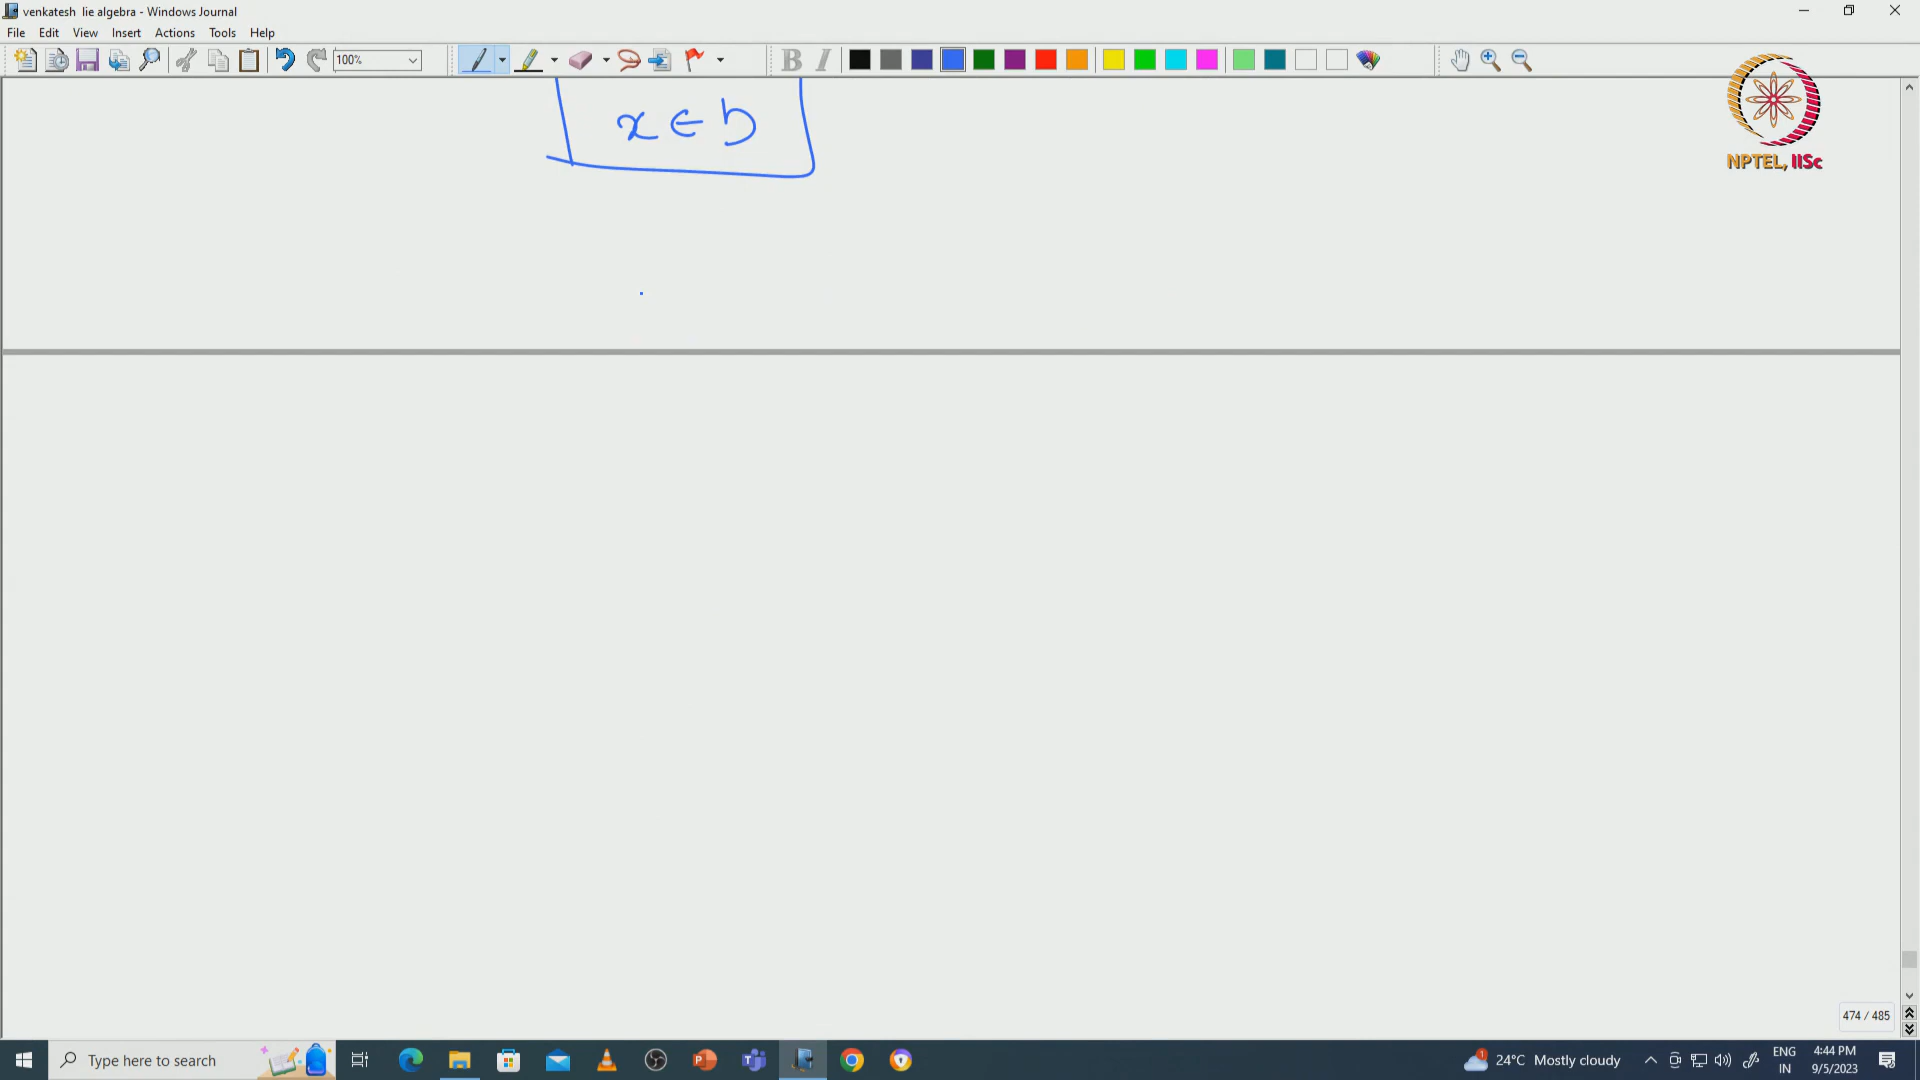 venkatesh lie algebra - Windows Journal
File Edit View Insert Actions Tools Help
100%
B I
x ∈ b
NPTEL, IISc
474 / 485
Type here to search
1
24°C Mostly cloudy
ENG
IN
4:44 PM
9/5/2023